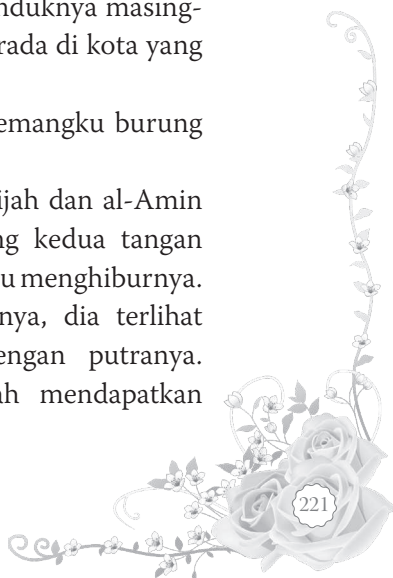 nduknya masing-
rada di kota yang
emangku burung
ijah dan al-Amin
ng kedua tangan
u menghiburnya.
nya, dia terlihat
engan putranya.
ah mendapatkan
221